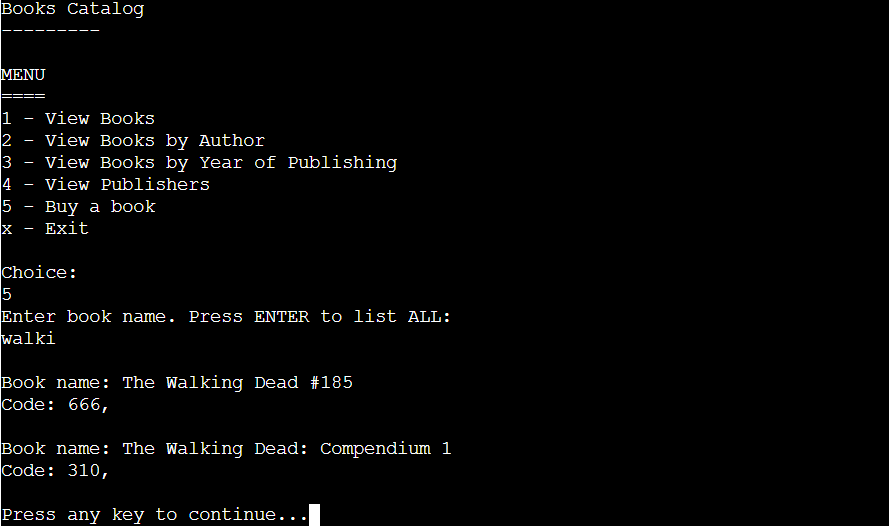 Books Catalog
---------
MENU
====
1 - View Books
2 - View Books by Author
3 - View Books by Year of Publishing
4 - View Publishers
5 - Buy a book
x - Exit
Choice:
5
Enter book name. Press ENTER to list ALL:
walki
Book name: The Walking Dead #185
Code: 666,
Book name: The Walking Dead: Compendium 1
Code: 310,
Press any key to continue...